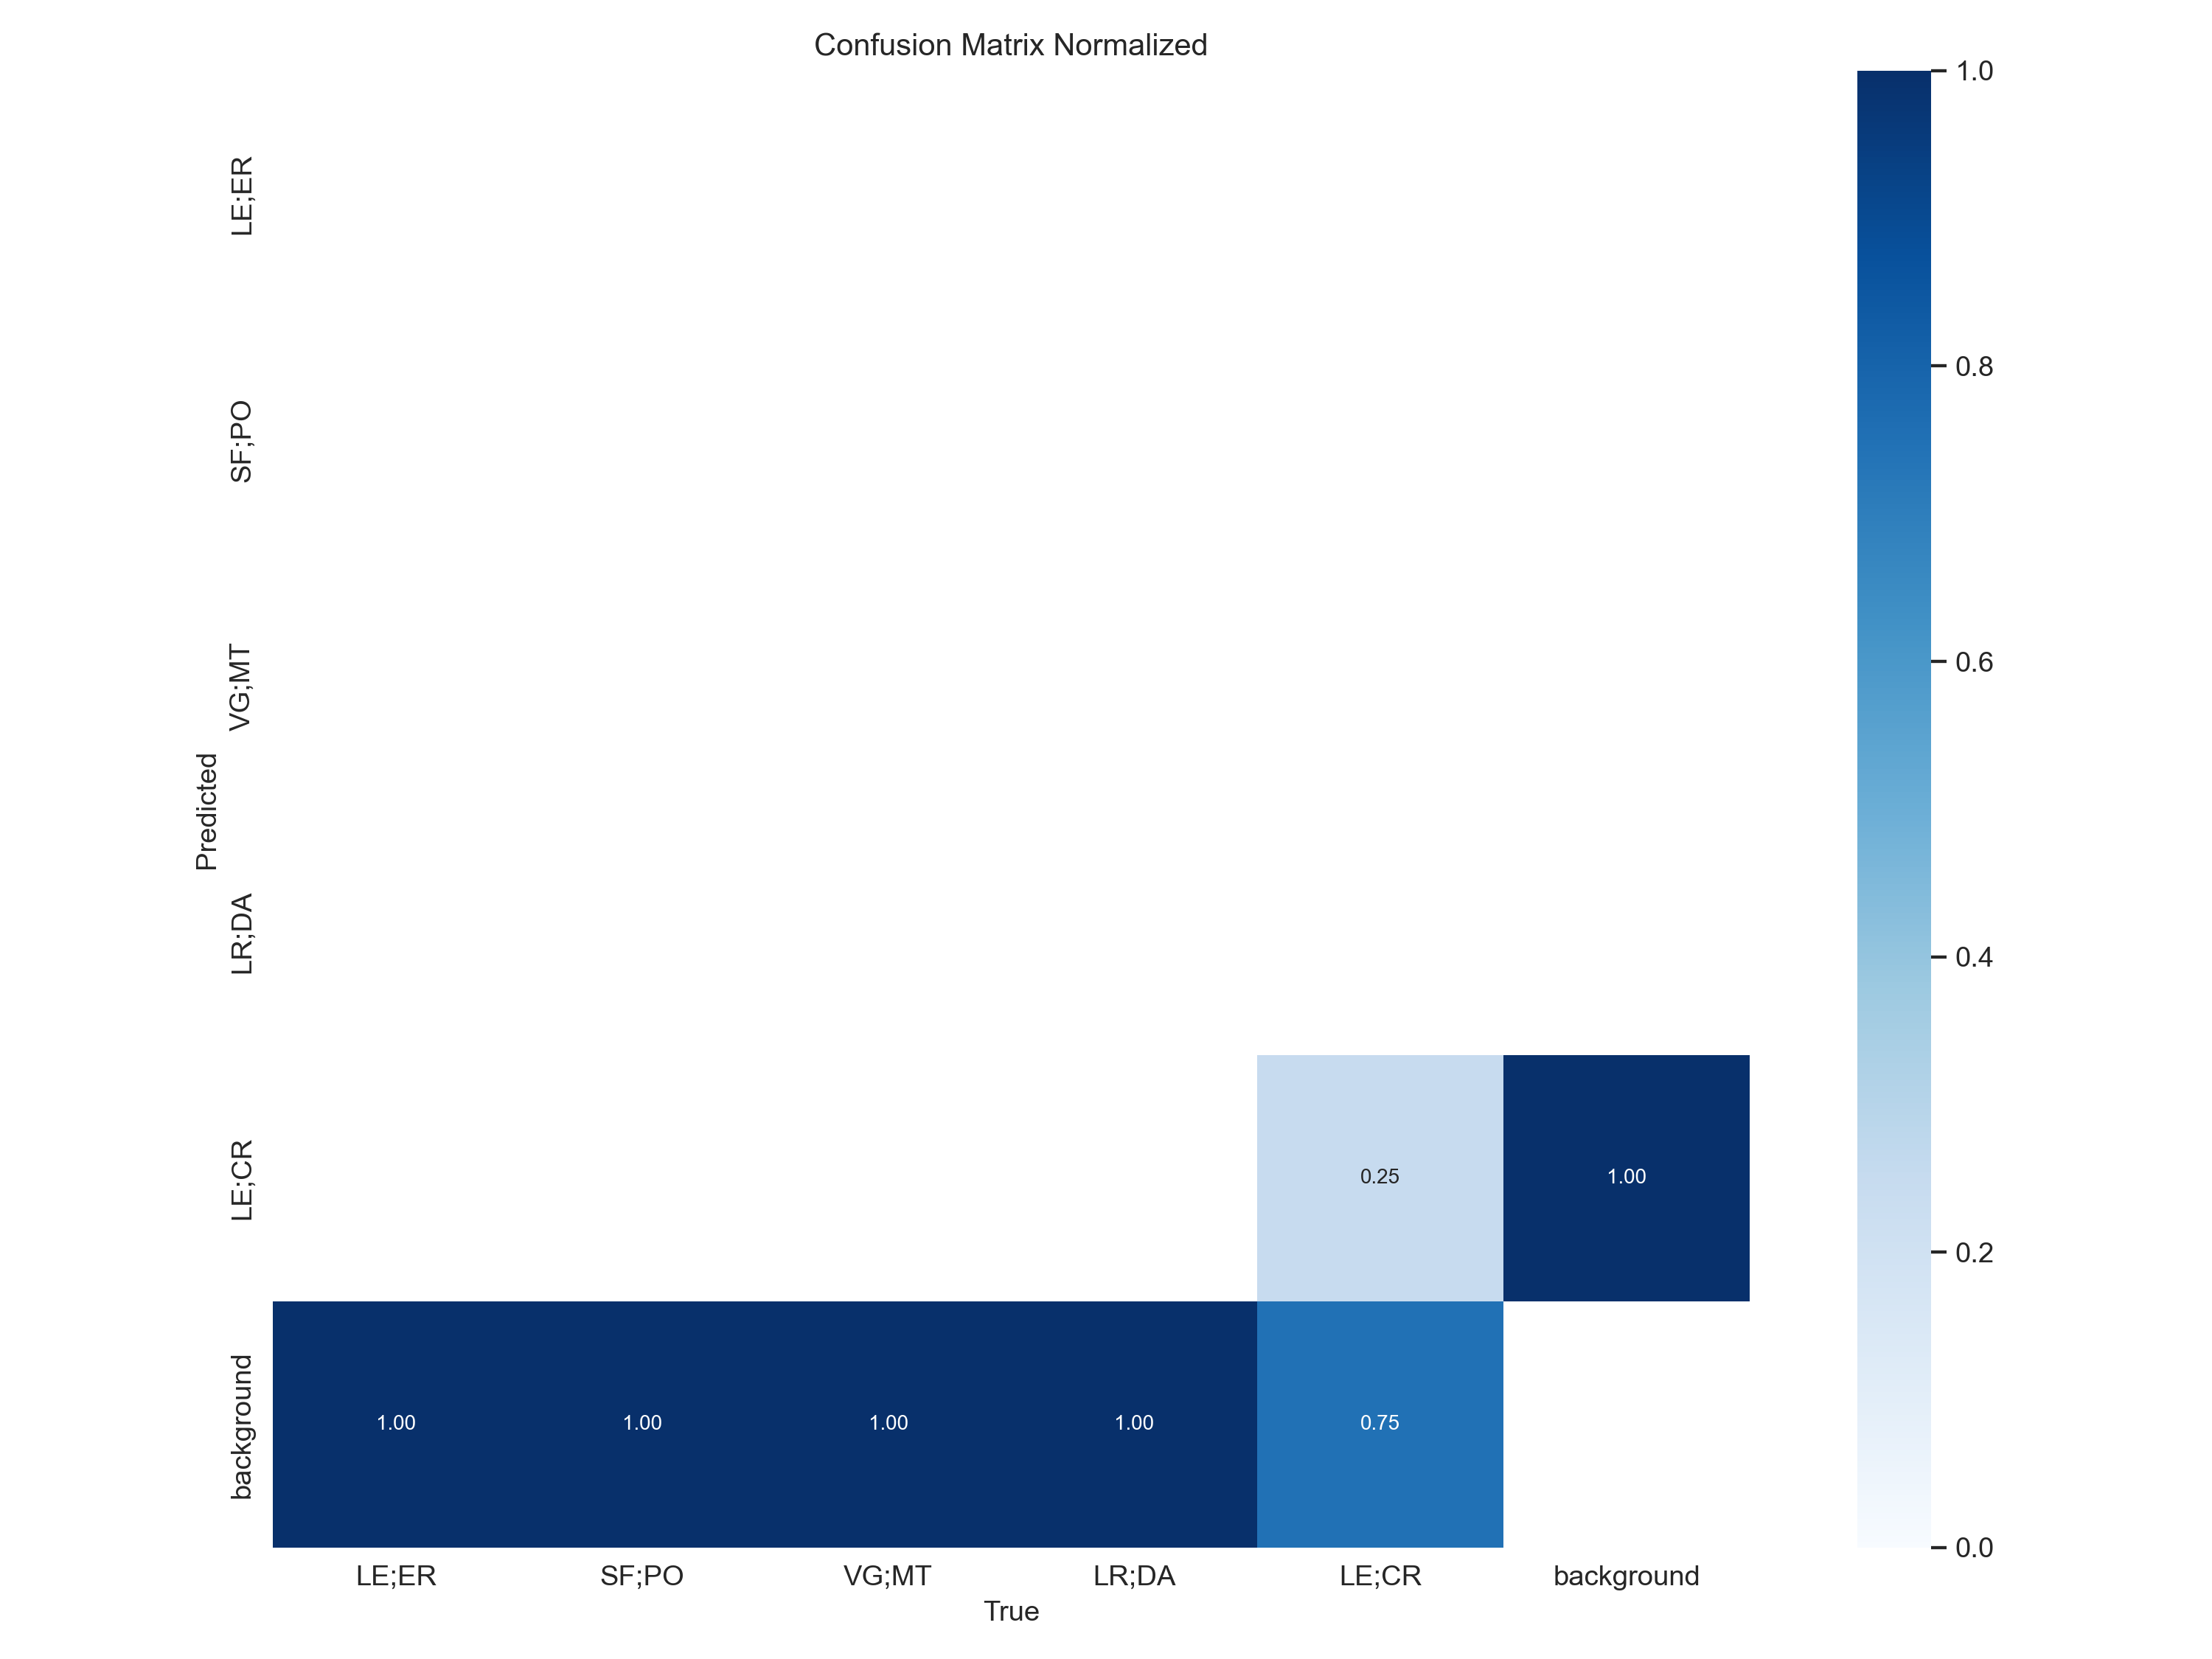 Confusion Matrix Normalized
1.0
LE;ER
0.8
SF;PO
0.6
VG;MT
Predicted
LR;DA
0.4
LE;CR
0.25 1.00
0.2
background
1.00 1.00 1.00 1.00 0.75
0.0
LE;ER SF;PO VG;MT LR;DA LE;CR background
True